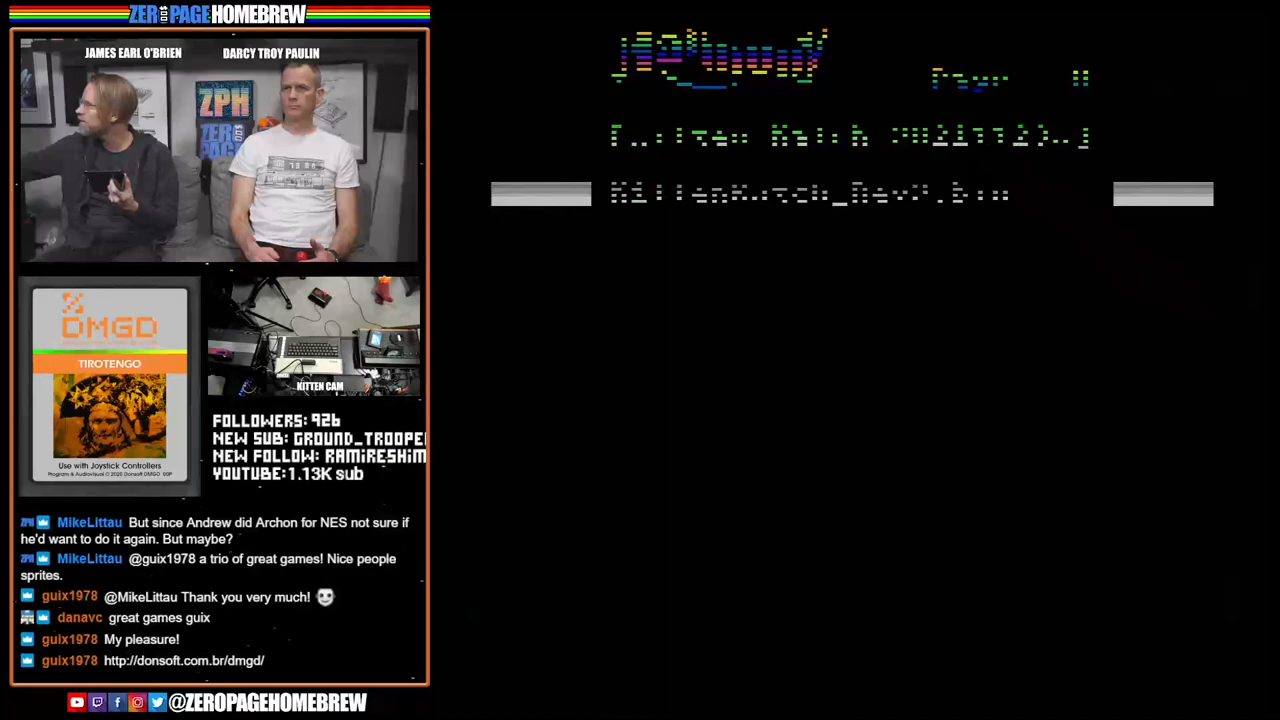 ZEROPAGE HOMEBREW
JAMES EARL O'BRIEN
DARCY TROY PAULIN
ZPH
ZERO
PAGE
DMGD
TIROTENGO
Use with Joystick Controllers
KITTEN CAM
FOLLOWERS: 926
NEW SUB: GROUND_TROOPE
NEW FOLLOW: RAMIRESHIM
YOUTUBE: 1.13K sub
MikeLittau But since Andrew did Archon for NES not sure if
he'd want to do it again. But maybe?
MikeLittau @guix1978 a trio of great games! Nice people
sprites.
guix1978 @MikeLittau Thank you very much!
danavc great games guix
guix1978 My pleasure!
guix1978 http://donsoft.com.br/dmgd/
@ZEROPAGEHOMEBREW